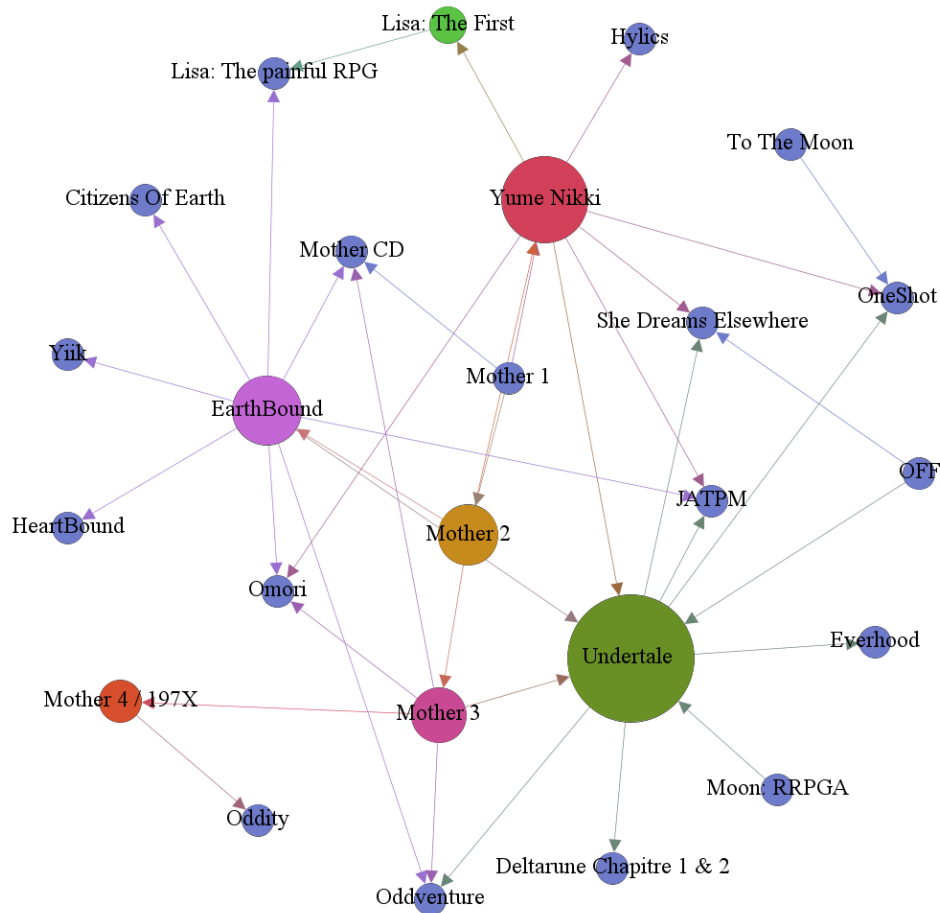 Lisa: The First
Hylics
Lisa: The painful RPG
To The Moon
Citizens Of Earth
Yume Nikki
Mother CD
OneShot
She Dreams Elsewhere
Yiik
Mother 1
EarthBound
OFF
JATPM
HeartBound
Mother 2
Omori
Everhood
Undertale
Mother 4 / 197X
Mother 3
Moon: RRPGA
Oddity
Deltarune Chapitre 1 & 2
Oddventure